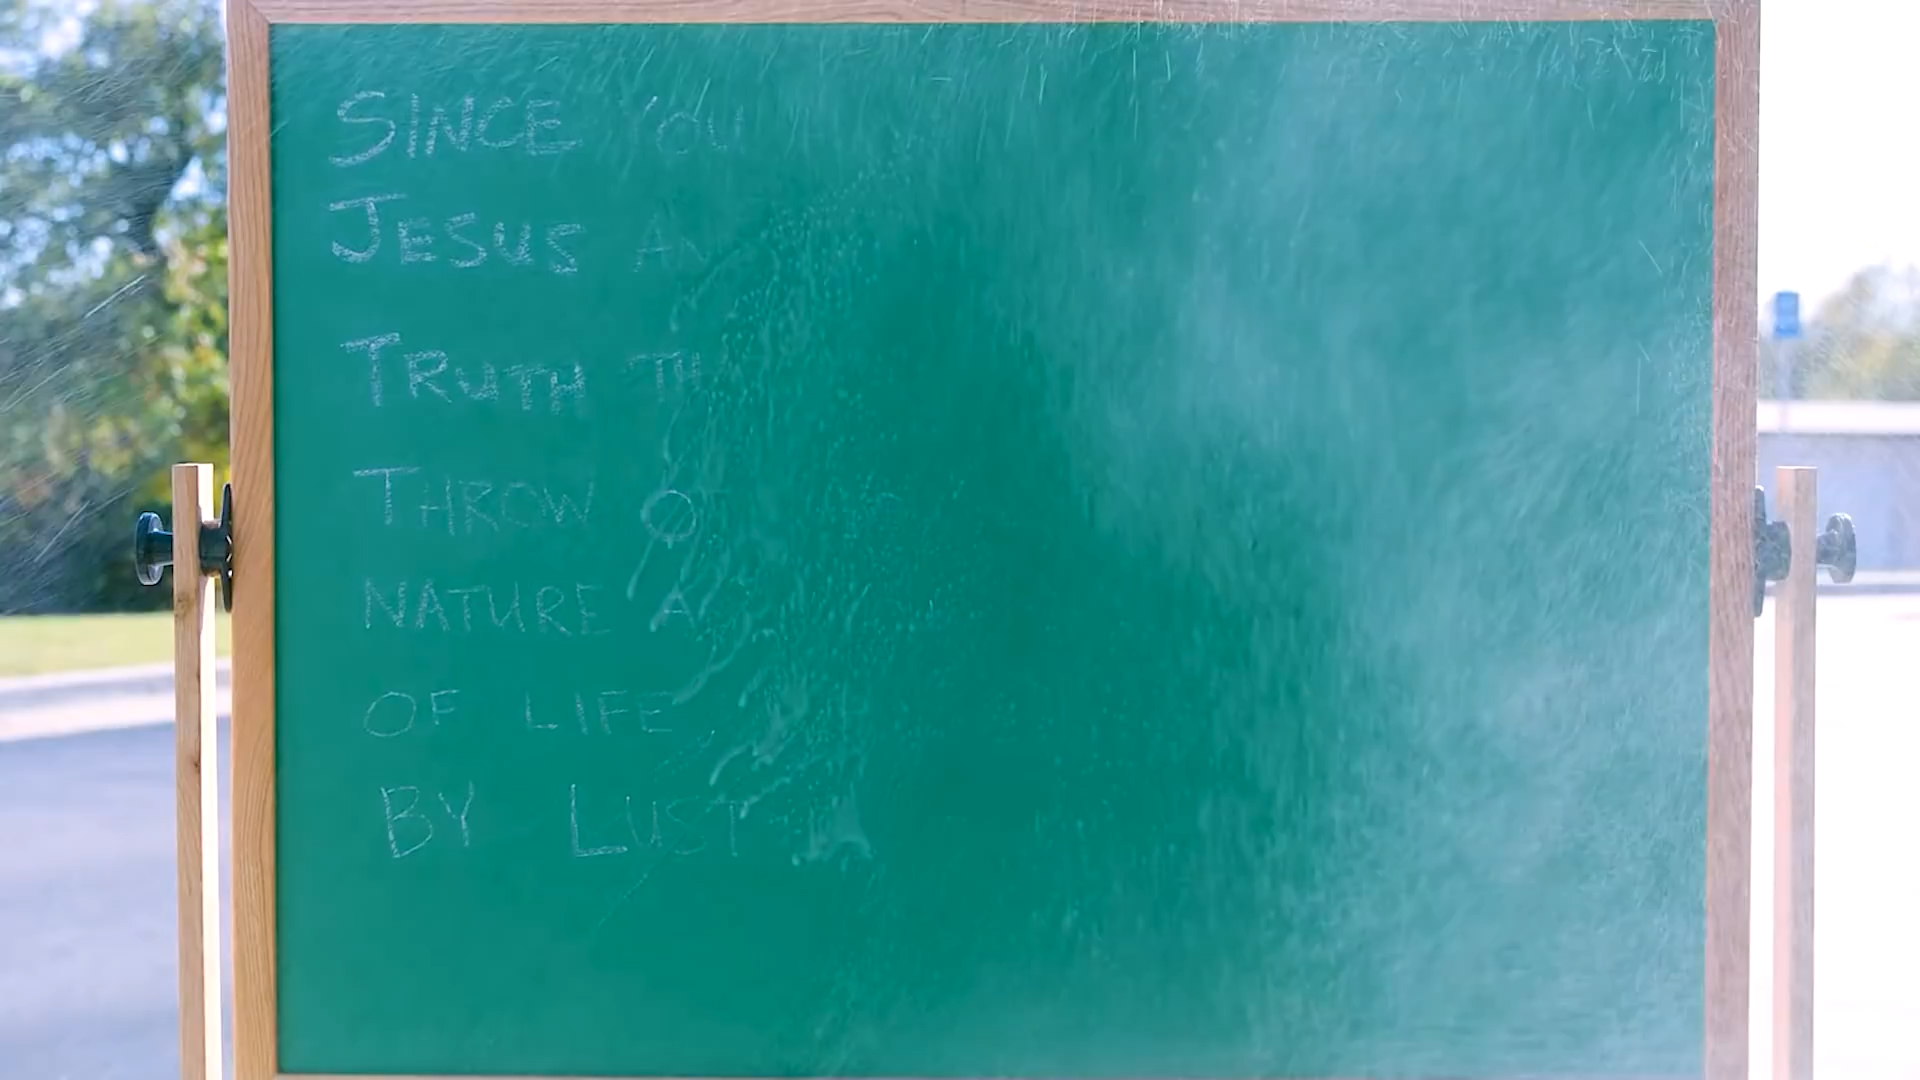 SINCE YOU
JESUS
TRUTH
THROW
NATURE
OF LIFE
BY LUST